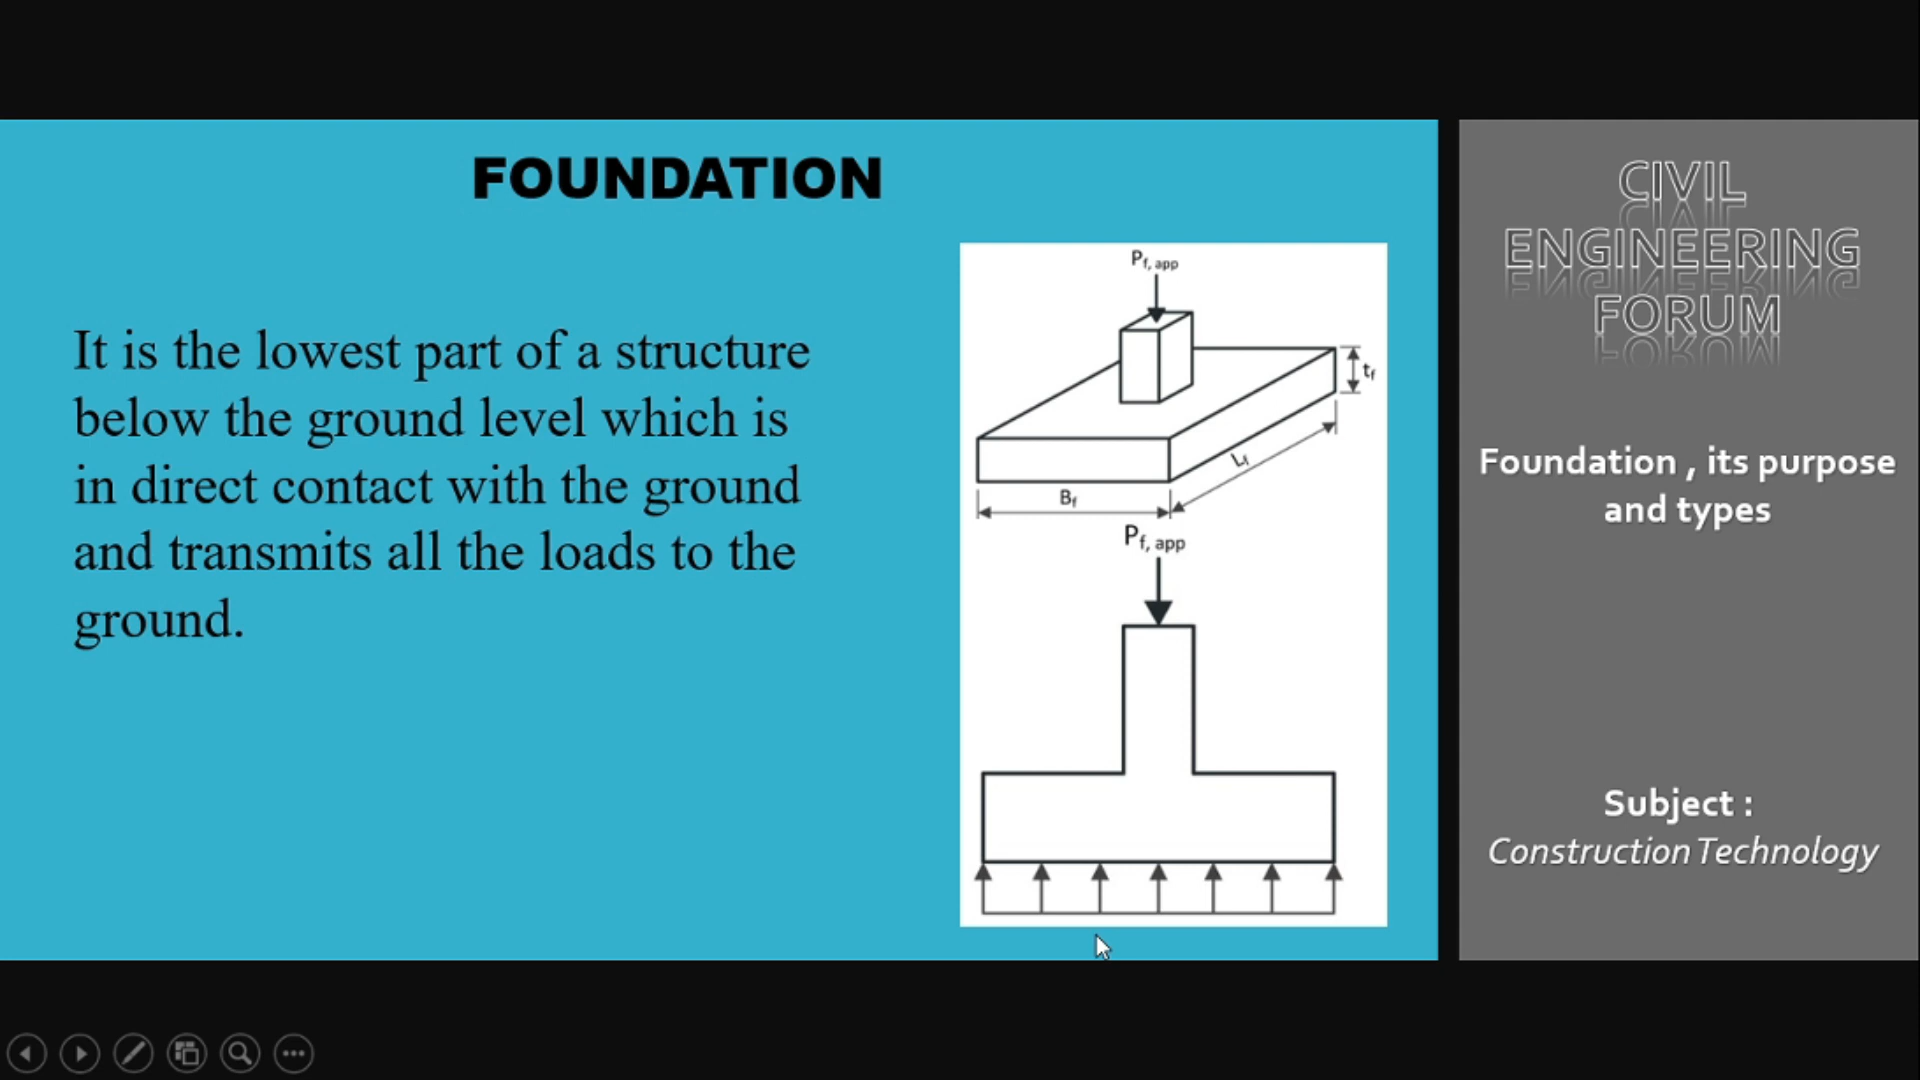 FOUNDATION
It is the lowest part of a structure
below the ground level which is
in direct contact with the ground
and transmits all the loads to the
ground.
Pf, app
tf
Lf
Bf
Pf, app
CIVIL
ENGINEERING
FORUM
Foundation , its purpose
and types
Subject :
Construction Technology